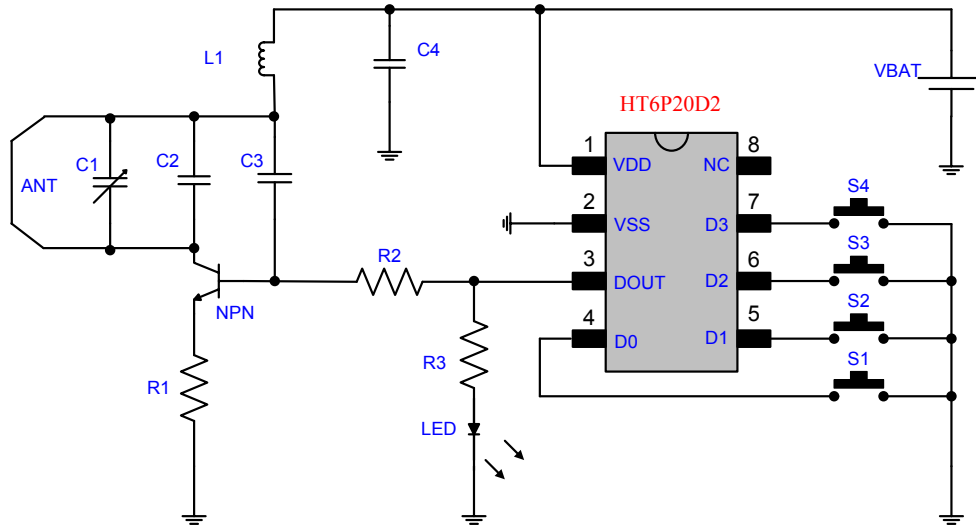 L1
C4
VBAT
HT6P20D2
ANT
C1
C2
C3
1
VDD
NC
8
2
VSS
D3
7
S4
3
DOUT
D2
6
S3
4
D0
D1
5
S2
S1
R2
NPN
R1
R3
LED